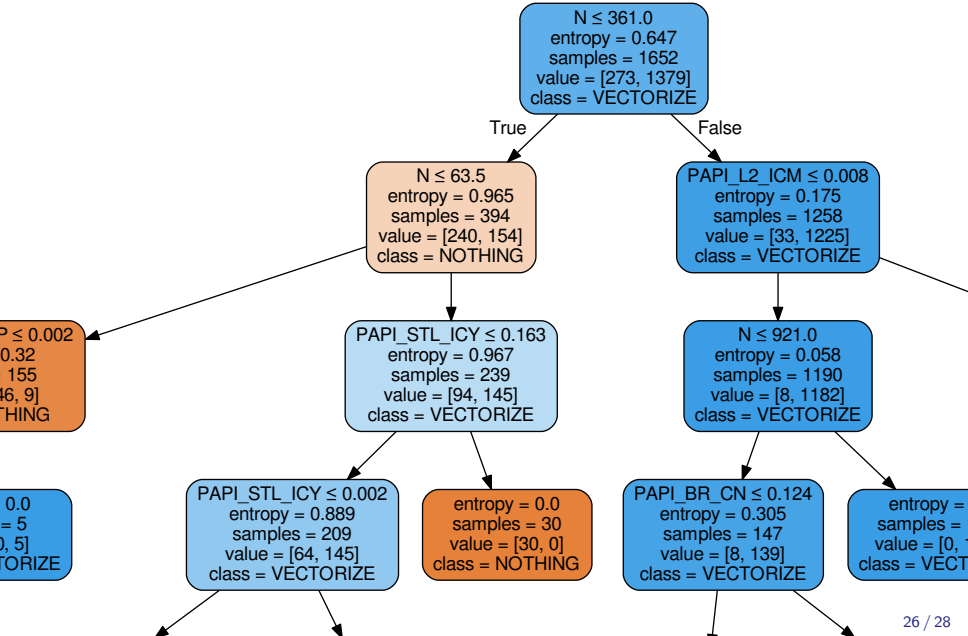 N ≤ 361.0
entropy = 0.647
samples = 1652
value = [273, 1379]
class = VECTORIZE
True
False
N ≤ 63.5
entropy = 0.965
samples = 394
value = [240, 154]
class = NOTHING
PAPI_L2_ICM ≤ 0.008
entropy = 0.175
samples = 1258
value = [33, 1225]
class = VECTORIZE
≤ 0.002
0.32
155
9]
PAPI_STL_ICY ≤ 0.163
entropy = 0.967
samples = 239
value = [94, 145]
class = VECTORIZE
N ≤ 921.0
entropy = 0.058
samples = 1190
value = [8, 1182]
class = VECTORIZE
0.0
= 5
, 5]
PAPI_STL_ICY ≤ 0.002
entropy = 0.889
samples = 209
value = [64, 145]
class = VECTORIZE
entropy = 0.0
samples = 30
value = [30, 0]
class = NOTHING
PAPI_BR_CN ≤ 0.124
entropy = 0.305
samples = 147
value = [8, 139]
class = VECTORIZE
entropy =
samples =
value = [0,
class =
26 / 28